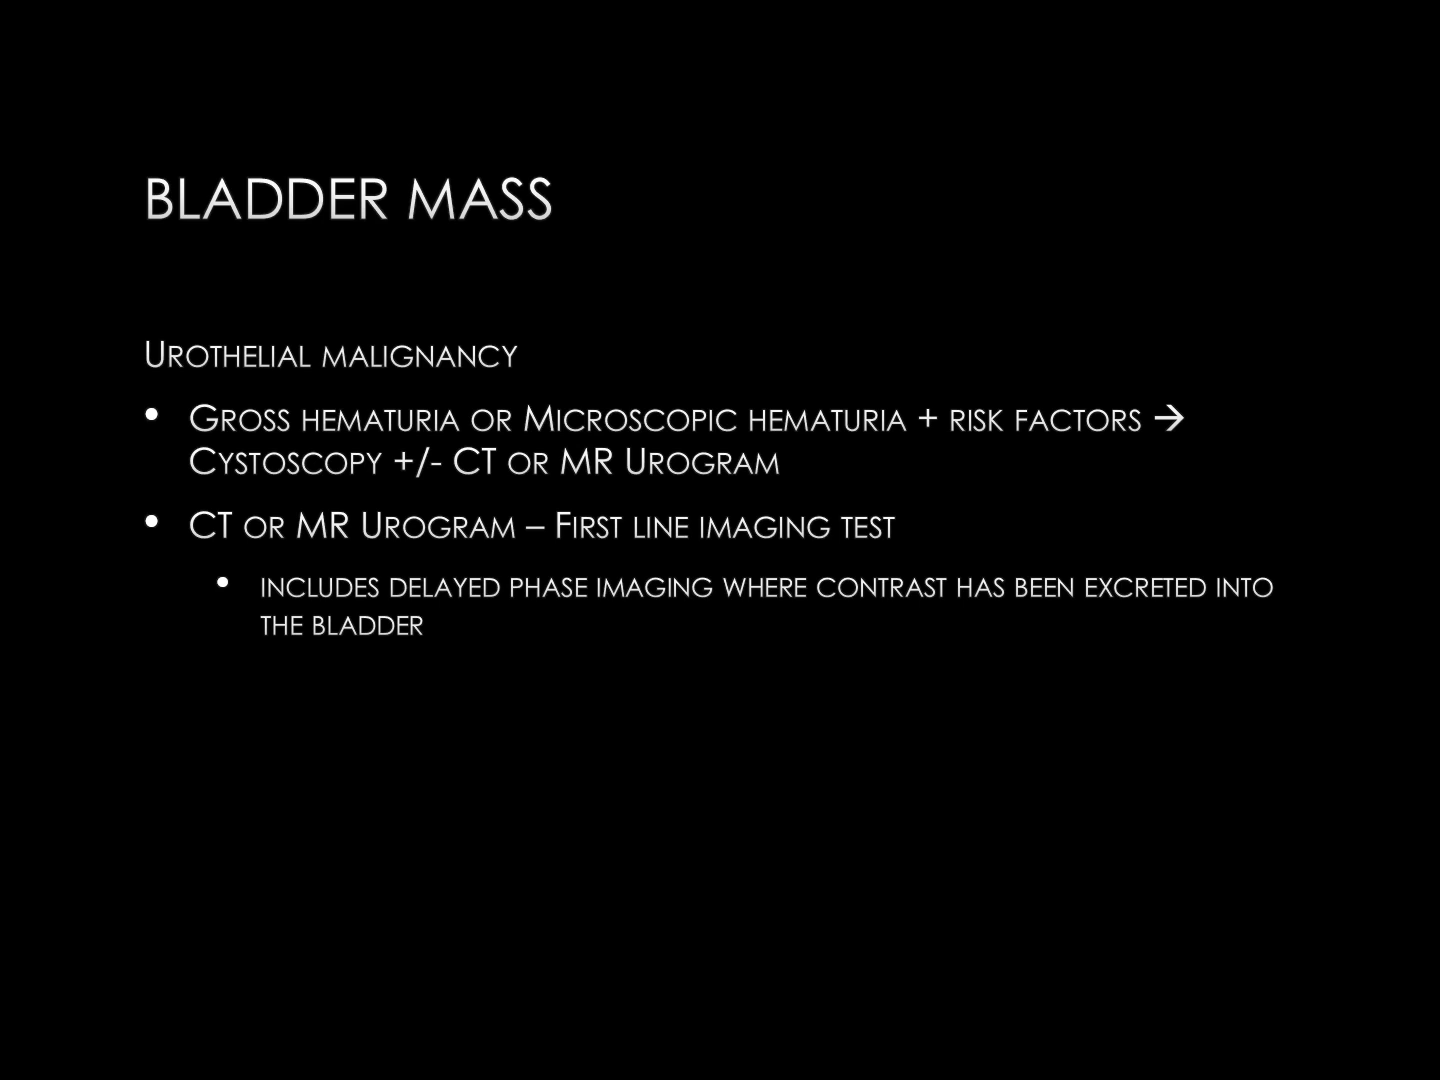 BLADDER MASS
Urothelial malignancy
• Gross hematuria or Microscopic hematuria + risk factors →
Cystoscopy +/- CT or MR Urogram
• CT or MR Urogram – First line imaging test
• includes delayed phase imaging where contrast has been excreted into
the bladder